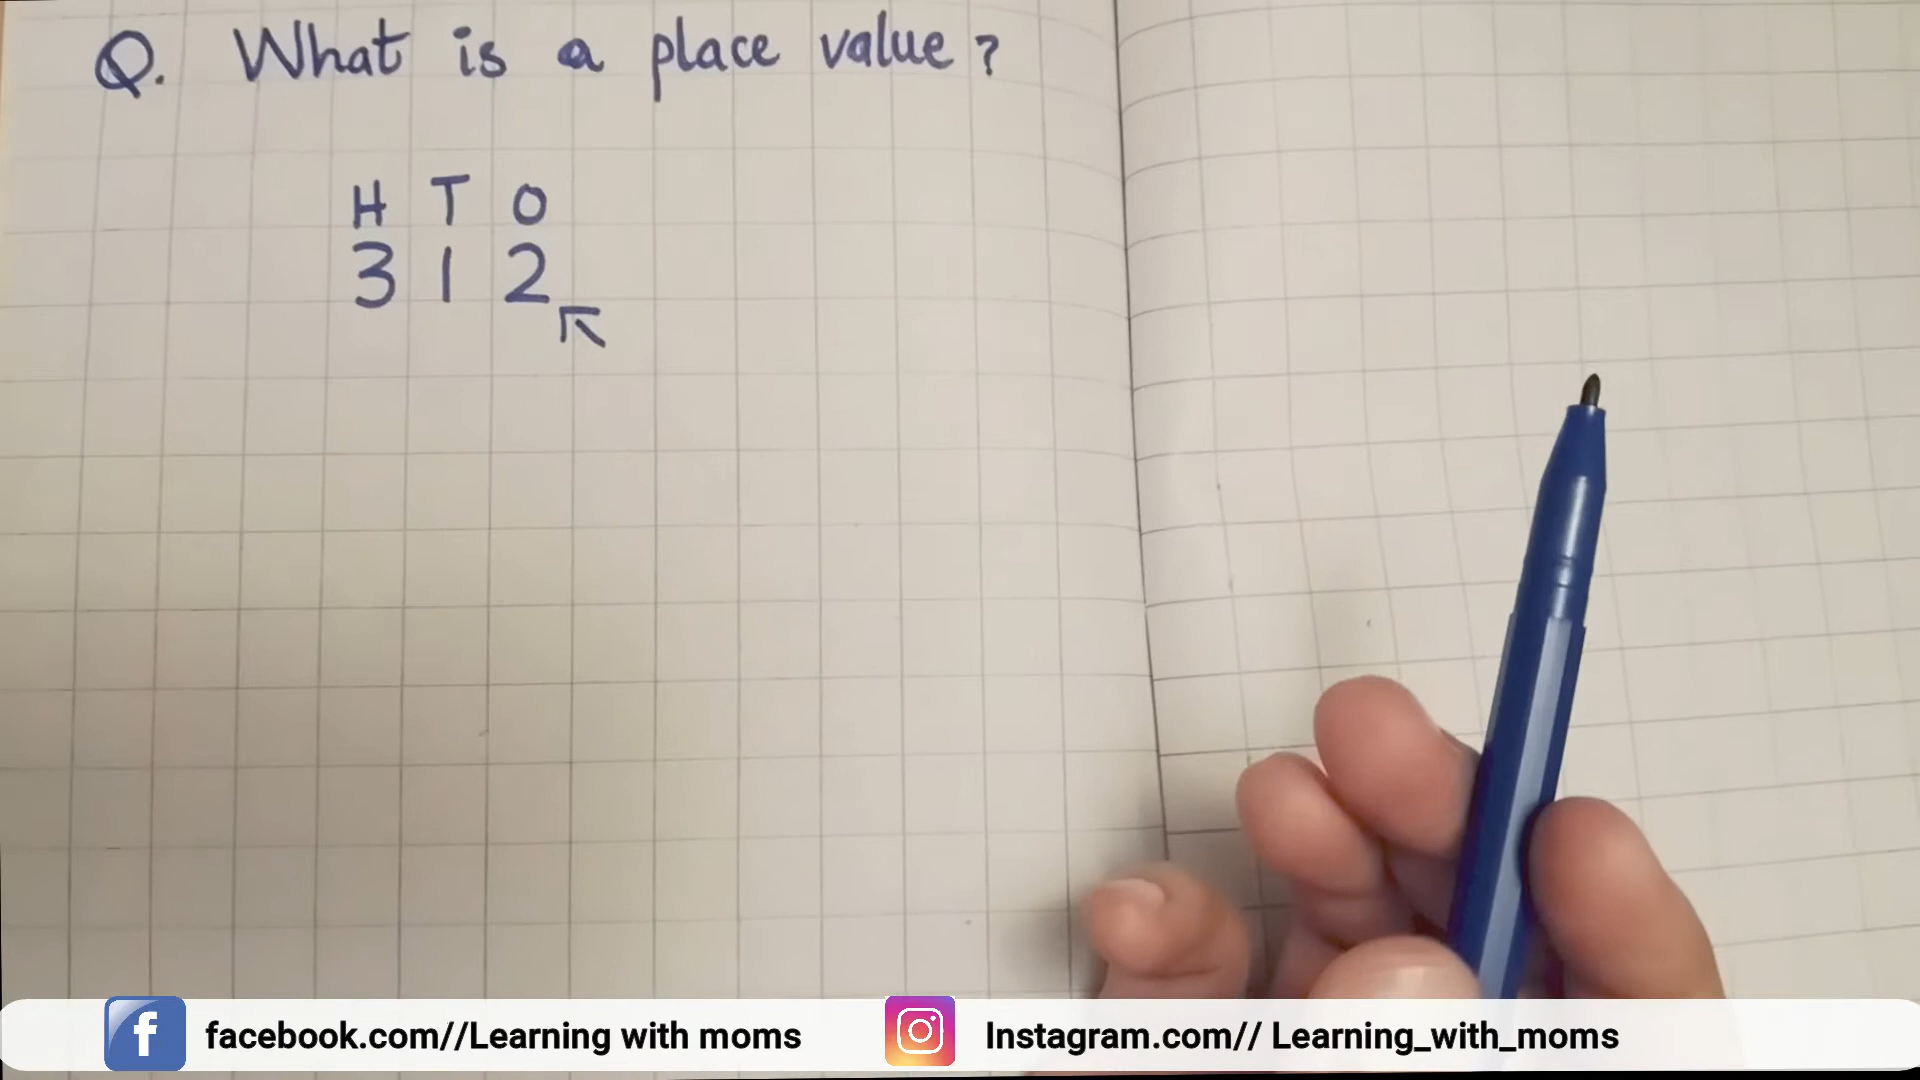 Q. What is a place value?
H T O
3 1 2
facebook.com//Learning with moms
Instagram.com// Learning_with_moms